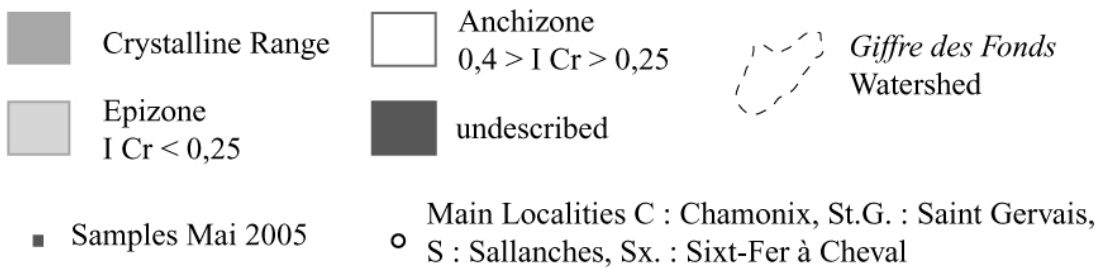 Crystalline Range
Anchizone
0,4 > I Cr > 0,25
Giffre des Fonds
Watershed
Epizone
I Cr < 0,25
undescribed
Samples Mai 2005
Main Localities C : Chamonix, St.G. : Saint Gervais,
S : Sallanches, Sx. : Sixt-Fer à Cheval